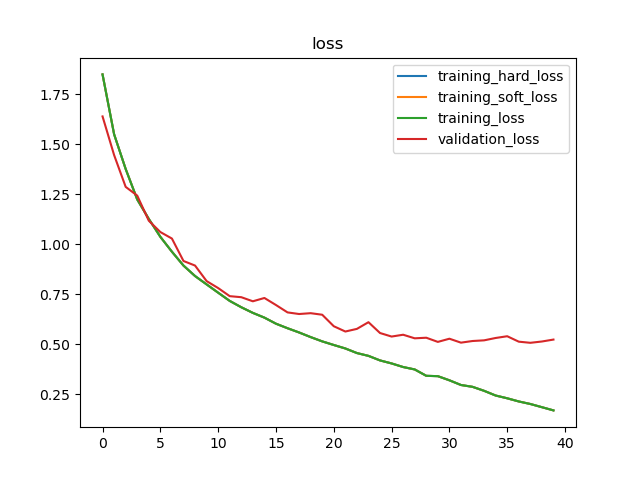 loss
training_hard_loss
training_soft_loss
training_loss
validation_loss
1.75
1.50
1.25
1.00
0.75
0.50
0.25
0 5 10 15 20 25 30 35 40